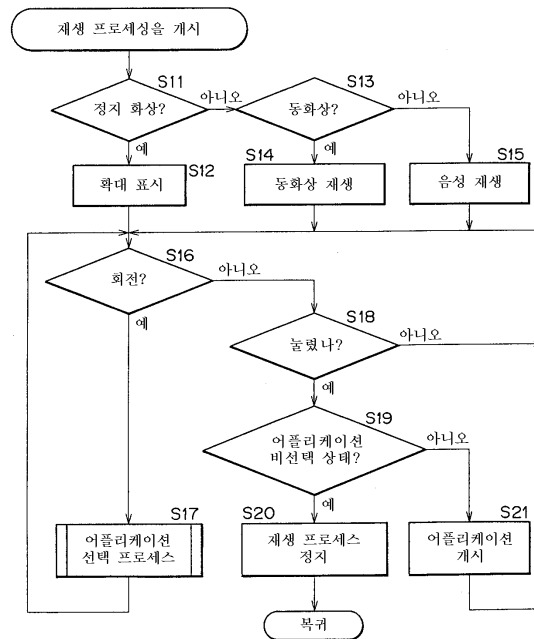 재생 프로세싱을 개시
S11
정지 화상?
아니오
예
S13
동화상?
아니오
예
S12
확대 표시
S14
동화상 재생
S15
음성 재생
S16
회전?
아니오
예
S18
눌렸나?
아니오
예
S19
어플리케이션
비선택 상태?
아니오
예
S17
어플리케이션
선택 프로세스
S20
재생 프로세스
정지
S21
어플리케이션
개시
복귀